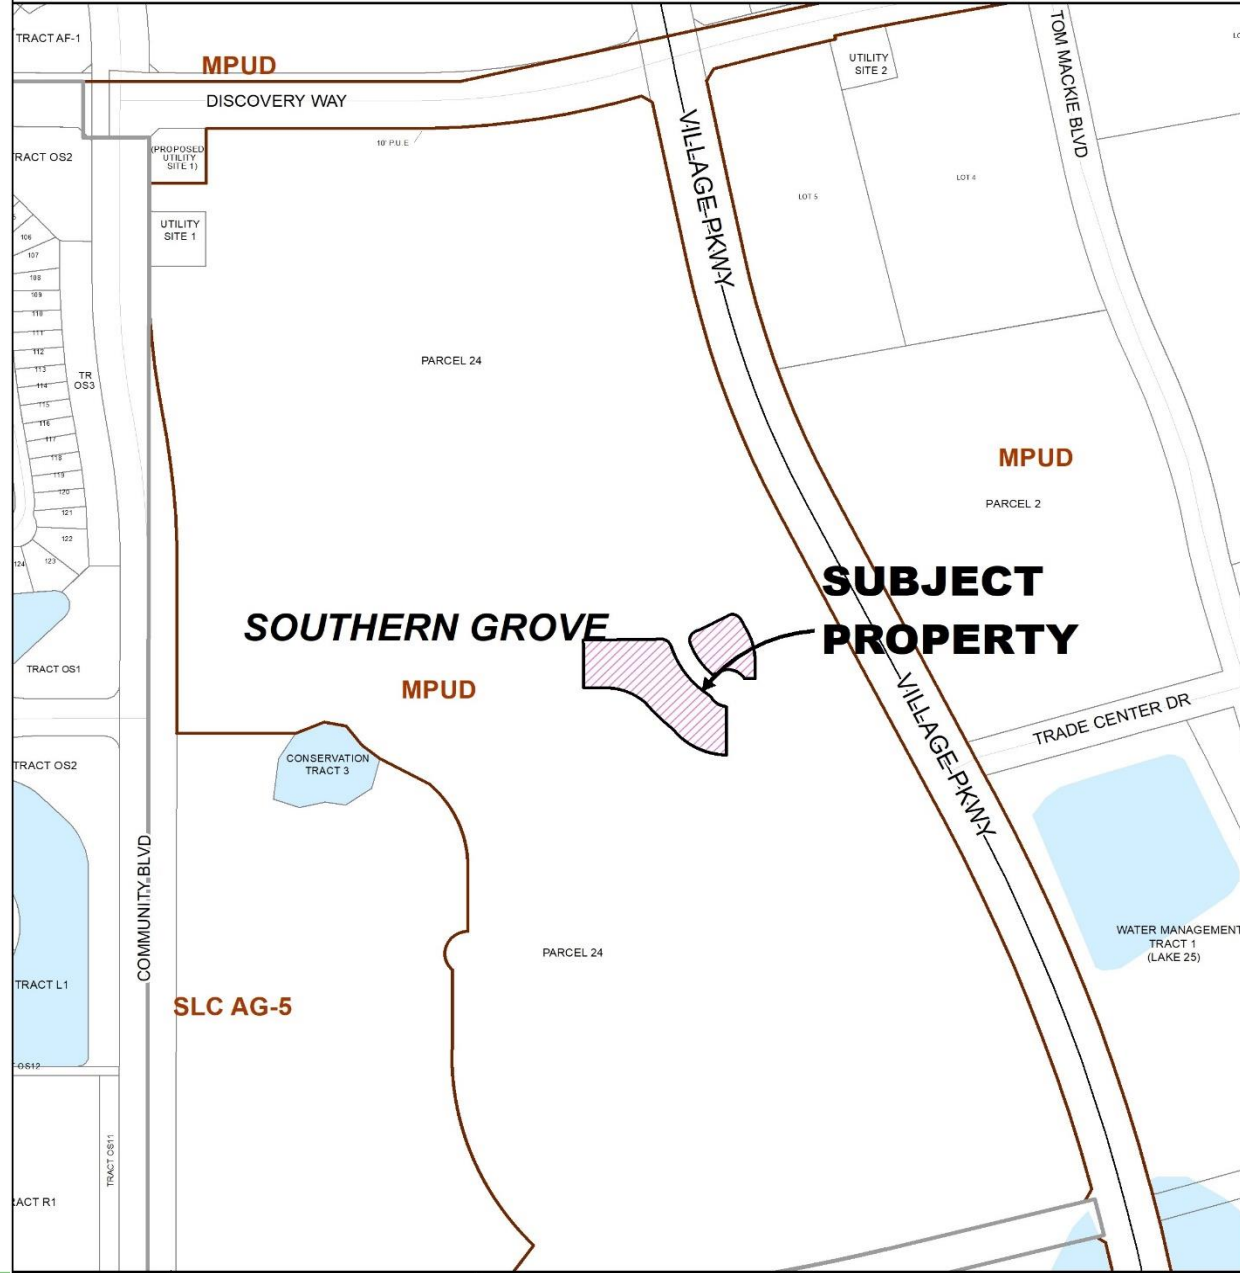 TRACT AF-1
MPUD
DISCOVERY WAY
UTILITY
SITE 2
TOM MACKIE BLVD
VILLAGE PKWY
10' P.U.E
TRACT OS2
(PROPOSED
UTILITY
SITE 1)
LOT 5
LOT 4
UTILITY
SITE 1
106
107
108
109
110
111
112
113
114
115
116
117
118
119
120
121
122
123
124
TR
OS3
PARCEL 24
MPUD
PARCEL 2
SUBJECT
PROPERTY
SOUTHERN GROVE
MPUD
TRACT OS1
VILLAGE PKWY
TRADE CENTER DR
TRACT OS2
CONSERVATION
TRACT 3
COMMUNITY BLVD
PARCEL 24
WATER MANAGEMENT
TRACT 1
(LAKE 25)
TRACT L1
SLC AG-5
OS12
TRACT OS11
ACT R1